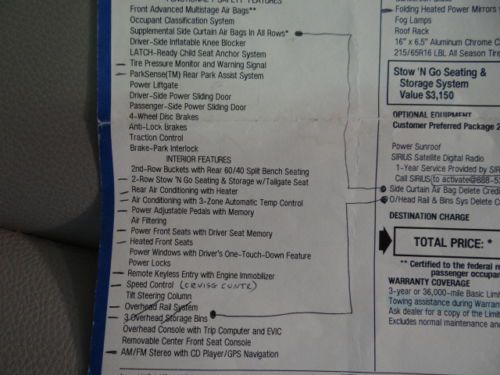 FUNCTIONAL / SAFETY FEATURES
Front Advanced Multistage Air Bags**
Occupant Classification System
Supplemental Side Curtain Air Bags In All Rows*
Driver-Side Inflatable Knee Blocker
LATCH-Ready Child Seat Anchor System
Tire Pressure Monitor and Warning Signal
ParkSense(TM) Rear Park Assist System
Power Liftgate
Driver-Side Power Sliding Door
Passenger-Side Power Sliding Door
4-Wheel Disc Brakes
Anti-Lock Brakes
Traction Control
Brake-Park Interlock
INTERIOR FEATURES
2nd-Row Buckets with Rear 60/40 Split Bench Seating
2-Row Stow 'N Go Seating & Storage w/Tailgate Seat
Rear Air Conditioning with Heater
Air Conditioning with 3-Zone Automatic Temp Control
Power Adjustable Pedals with Memory
Air Filtering
Power Front Seats with Driver Seat Memory
Heated Front Seats
Power Windows with Driver's One-Touch-Down Feature
Power Locks
Remote Keyless Entry with Engine Immobilizer
Speed Control (CRUISE CONTR)
Tilt Steering Column
Overhead Rail System
3 Overhead Storage Bins
Overhead Console with Trip Computer and EVIC
Removable Center Front Seat Console
AM/FM Stereo with CD Player/GPS Navigation
Folding Heated Power Mirrors
Fog Lamps
Roof Rack
16" x 6.5" Aluminum Chrome C
215/65R16 LBL All Season Tire
Stow 'N Go Seating &
Storage System
Value $3,150
OPTIONAL EQUIPMENT
Customer Preferred Package 2
Power Sunroof
SIRIUS Satellite Digital Radio
1-Year Service Provided by SIR
Call SIRIUS to activate@888-5
Side Curtain Air Bag Delete Cred
O/Head Rail & Bins Sys Delete C
DESTINATION CHARGE
TOTAL PRICE: *
** Certified to the federal r
passenger occupa
WARRANTY COVERAGE
3-year or 36,000-mile Basic Limi
Towing assistance during Warran
Ask dealer for a copy of the Limi
Excludes normal maintenance an